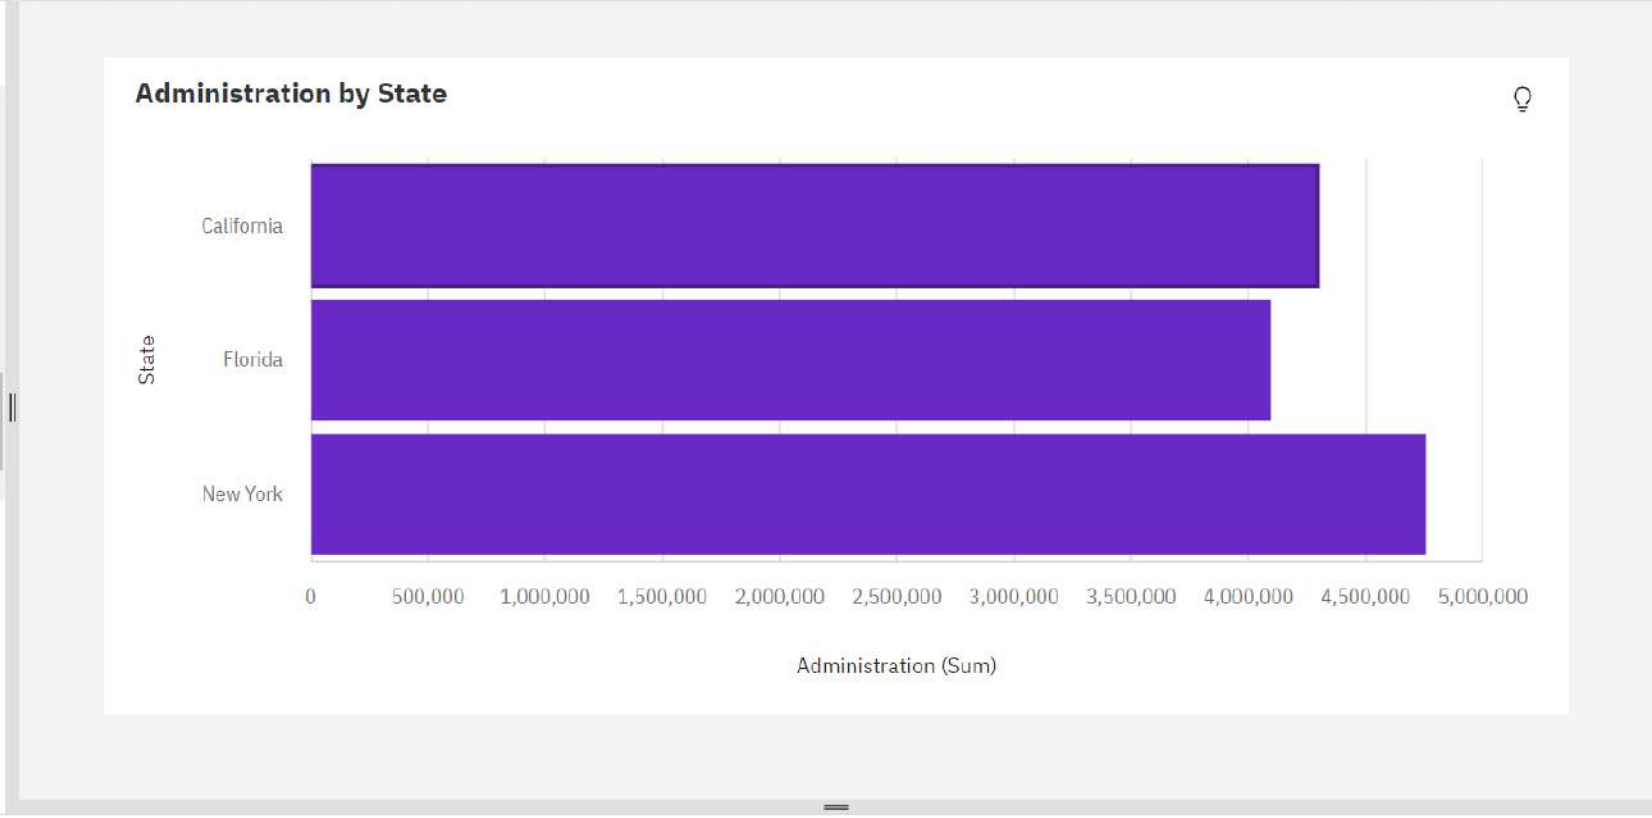 Administration by State
California
Florida
New York
State
0 500,000 1,000,000 1,500,000 2,000,000 2,500,000 3,000,000 3,500,000 4,000,000 4,500,000 5,000,000
Administration (Sum)